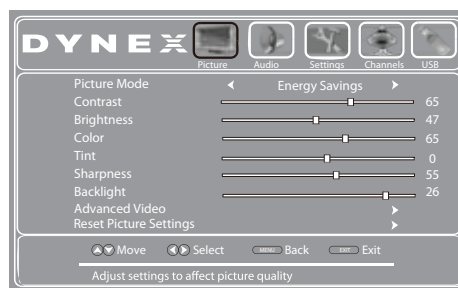 DYNEX
Picture Audio Settings Channels USB
Picture Mode Energy Savings
Contrast 65
Brightness 47
Color 65
Tint 0
Sharpness 55
Backlight 26
Advanced Video
Reset Picture Settings
Move Select MENU Back EXIT Exit
Adjust settings to affect picture quality